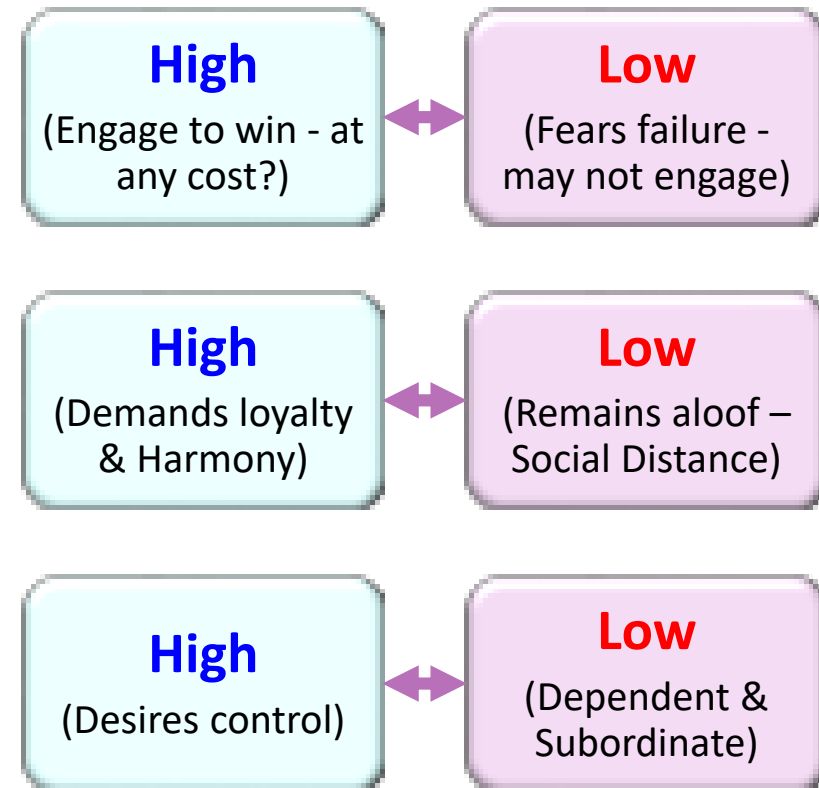 High
(Engage to win - at
any cost?)
Low
(Fears failure -
may not engage)
High
(Demands loyalty
& Harmony)
Low
(Remains aloof –
Social Distance)
High
(Desires control)
Low
(Dependent &
Subordinate)